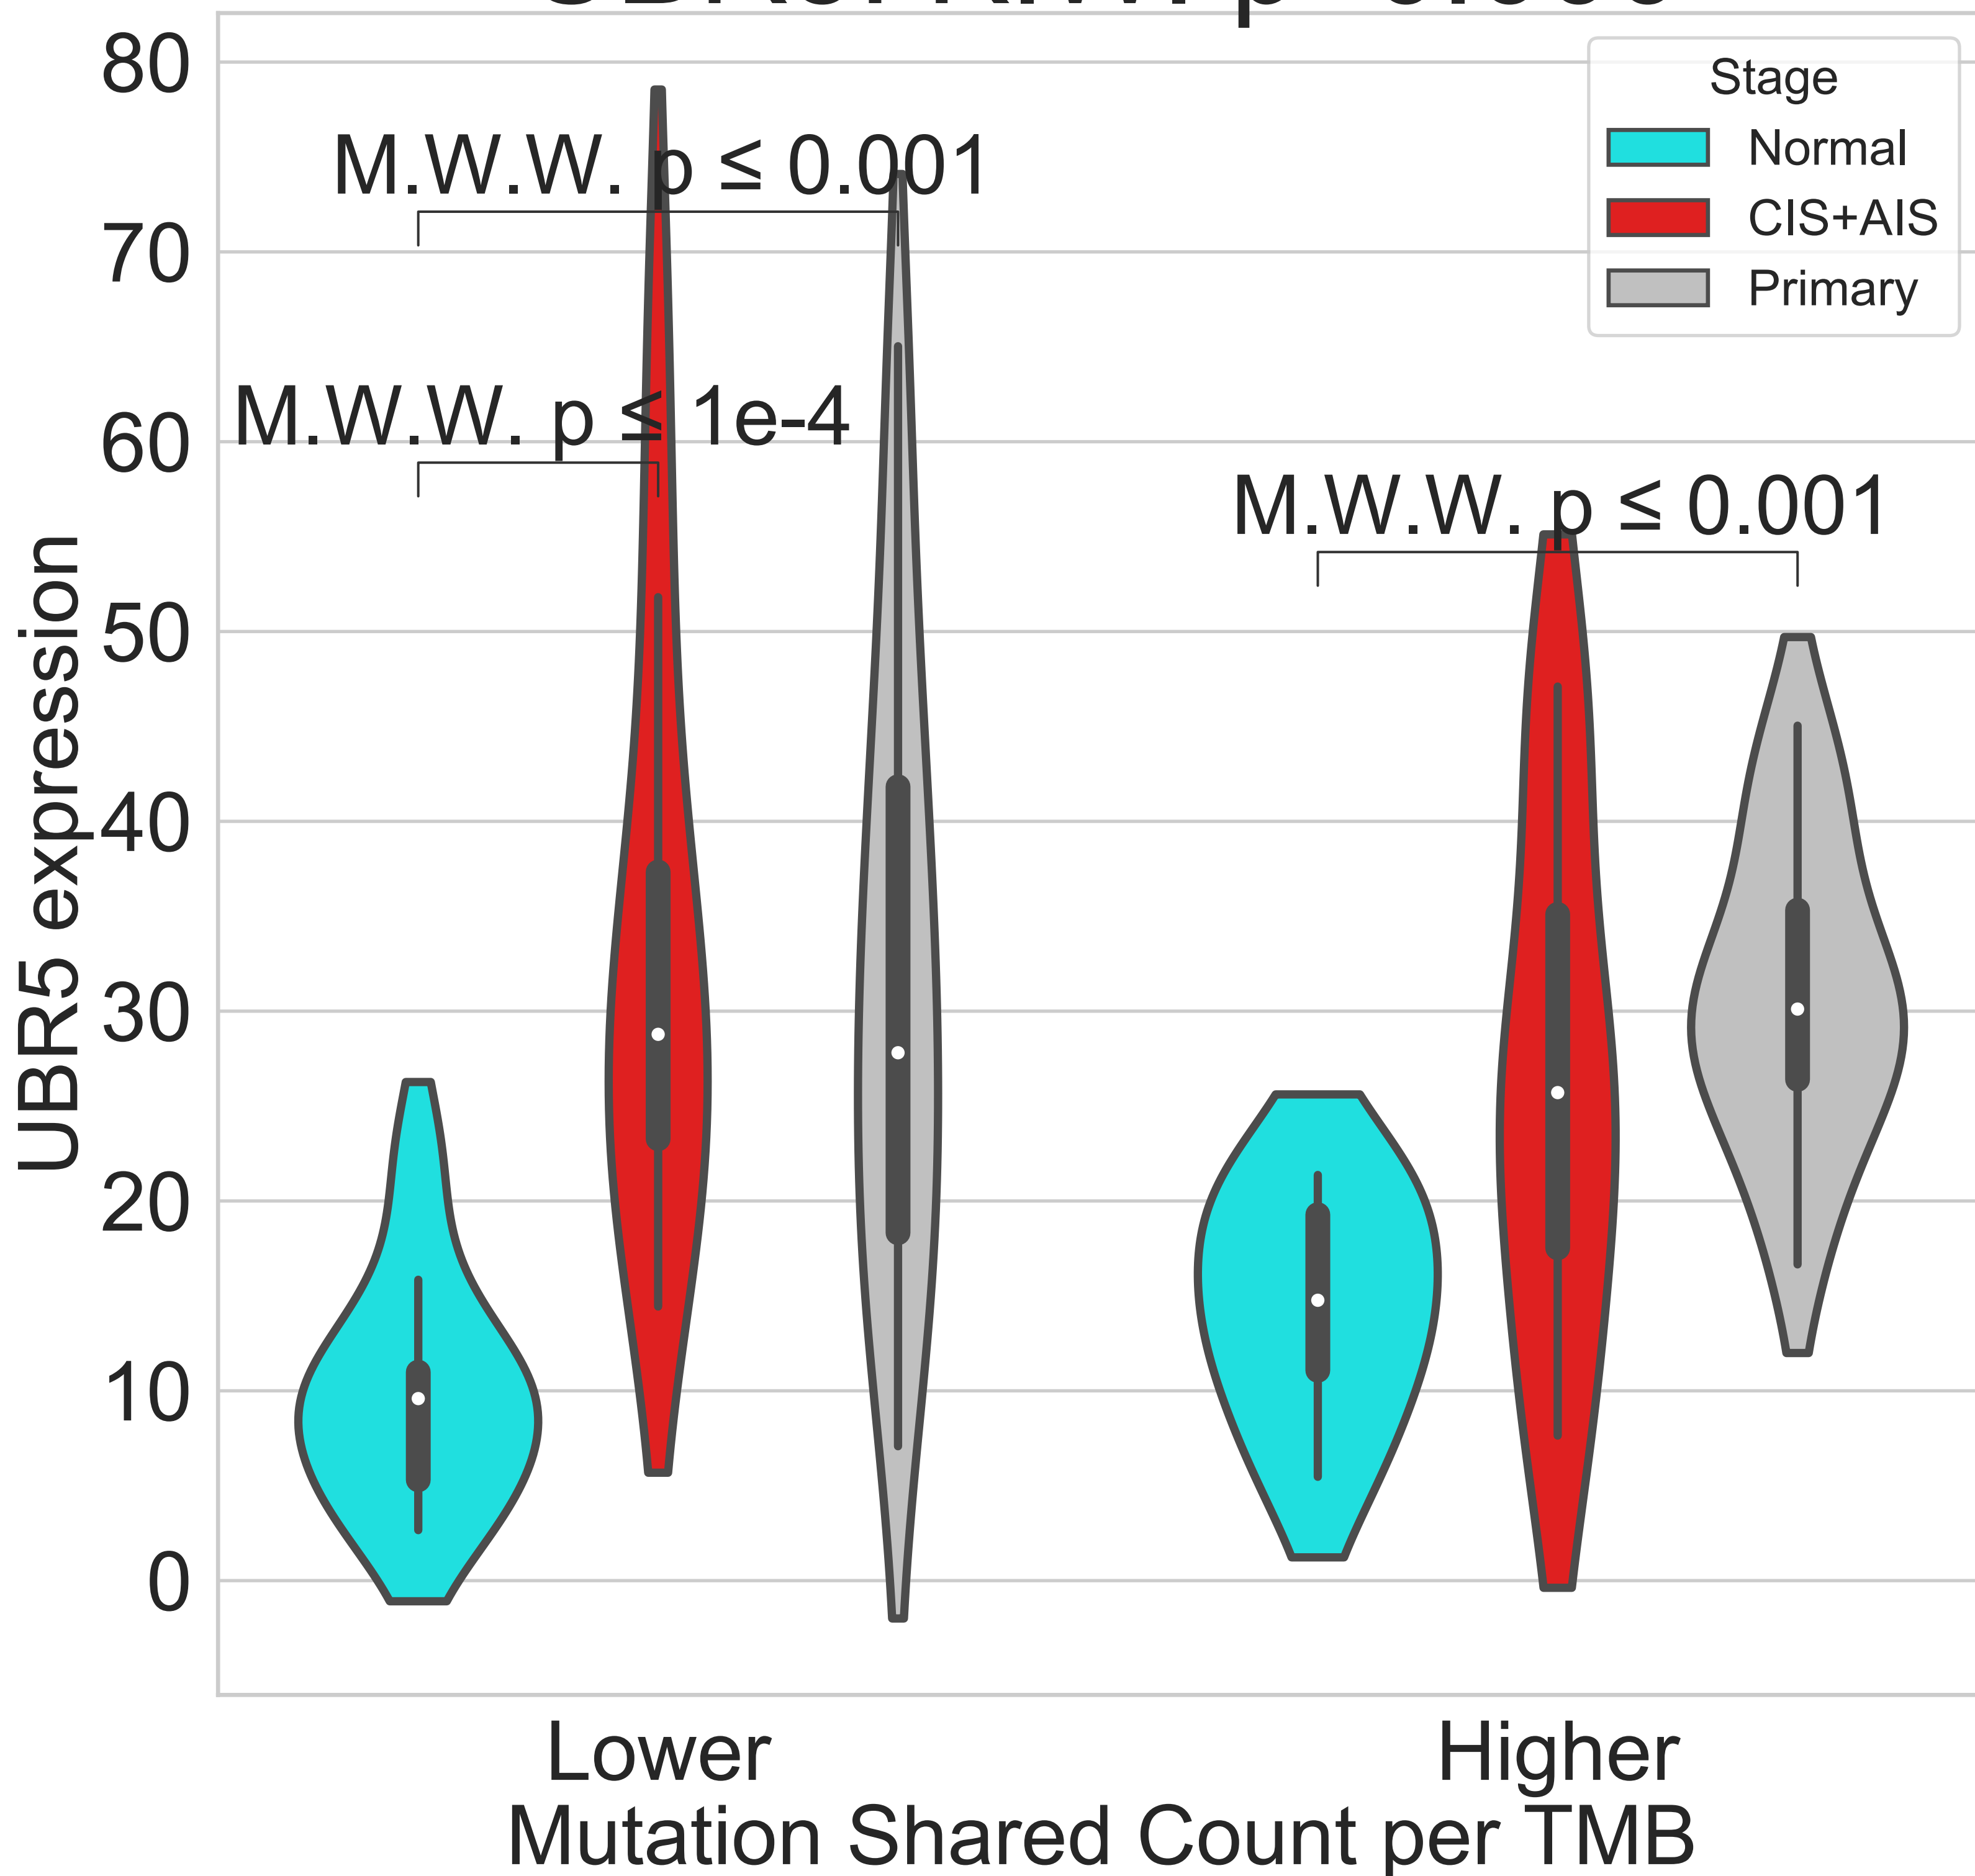 80
70
60
50
40
30
20
10
0
UBR5 expression
M.W.W. p ≤ 0.001
M.W.W. p ≤ 1e-4
M.W.W. p ≤ 0.001
Stage
Normal
CIS+AIS
Primary
Lower
Higher
Mutation Shared Count per TMB